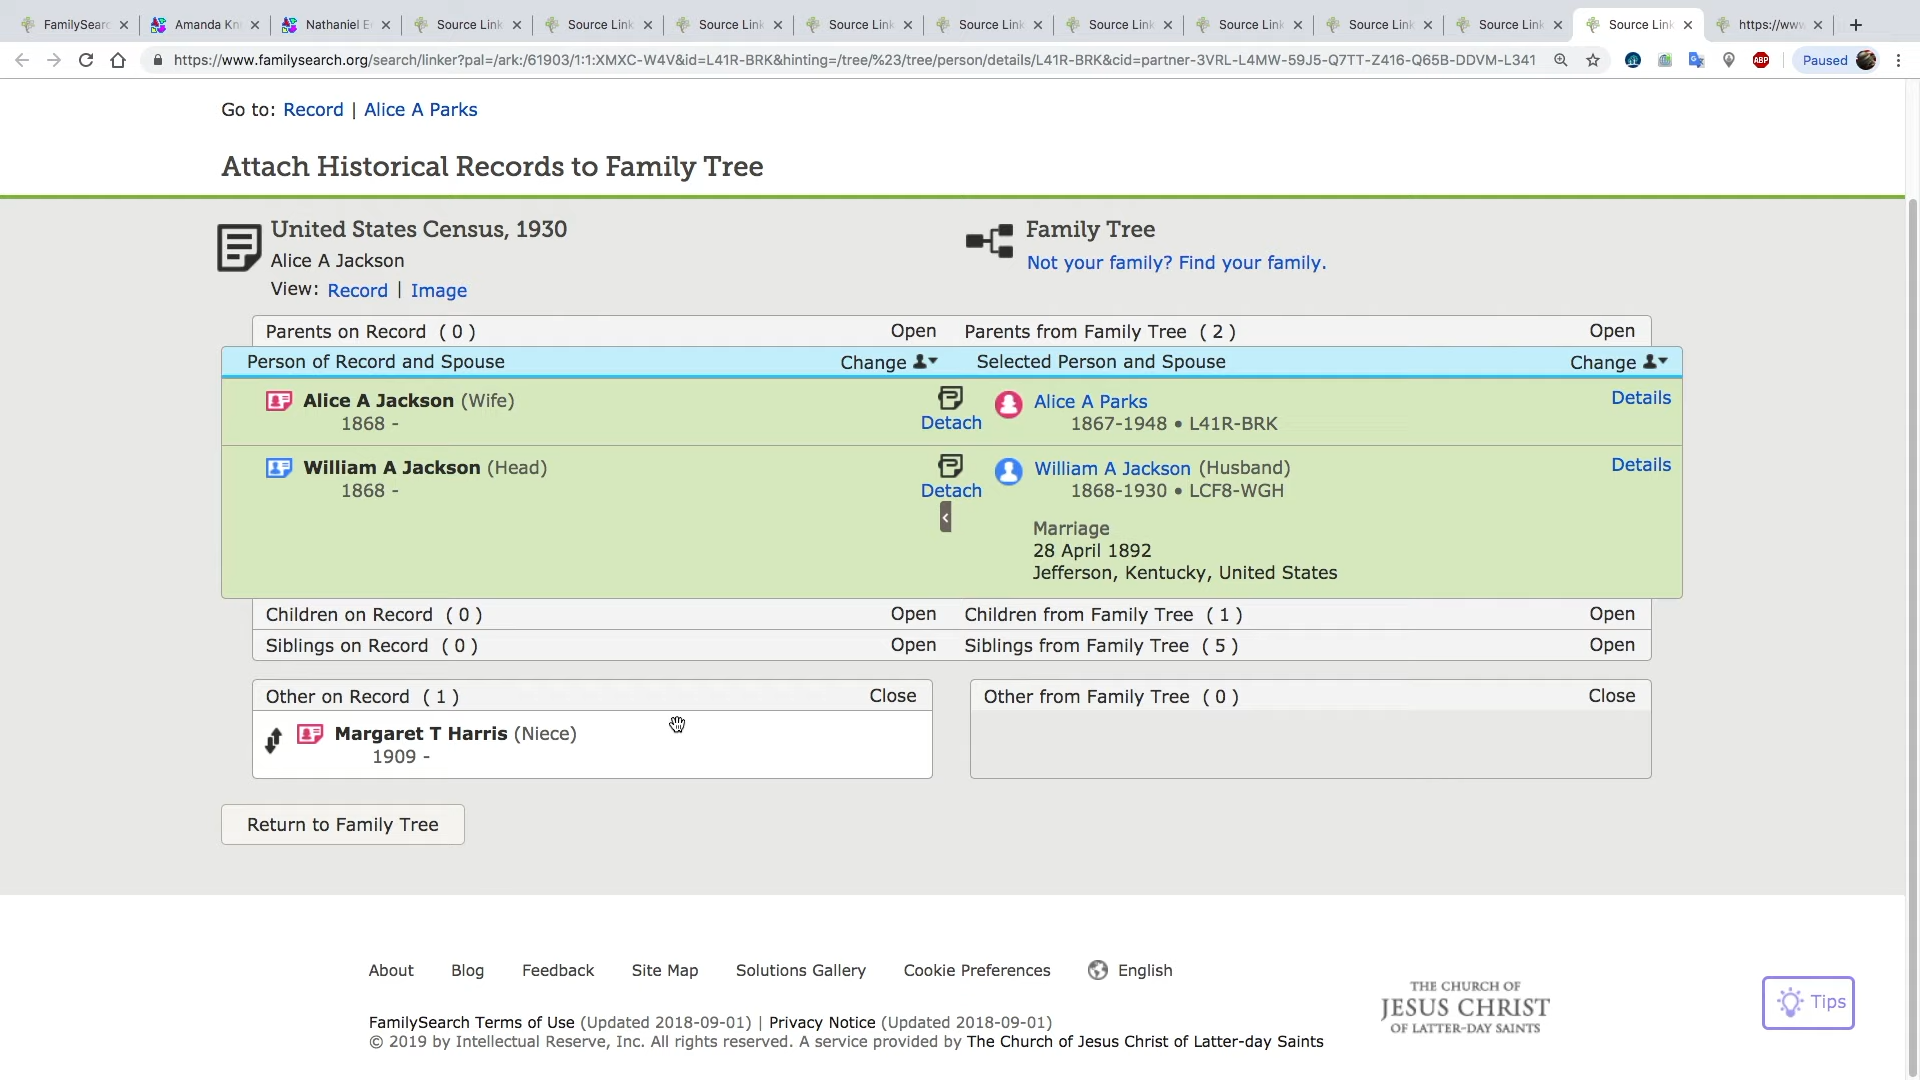 FamilySearc
Amanda Kn
Nathaniel E
Source Link
Source Link
Source Link
Source Link
Source Link
Source Link
Source Link
Source Link
Source Link
Source Link
https://www
https://www.familysearch.org/search/linker?pal=/ark:/61903/1:1:XMXC-W4V&id=L41R-BRK&hinting=/tree/%23/tree/person/details/L41R-BRK&cid=partner-3VRL-L4MW-59J5-Q7TT-Z416-Q65B-DDVM-L341
ABP
Paused
Go to: Record | Alice A Parks
Attach Historical Records to Family Tree
United States Census, 1930
Alice A Jackson
View: Record | Image
Family Tree
Not your family? Find your family.
Parents on Record ( 0 ) Open
Parents from Family Tree ( 2 ) Open
Person of Record and Spouse Change
Selected Person and Spouse Change
Alice A Jackson (Wife)
1868 -
Detach
Alice A Parks
1867-1948 • L41R-BRK
Details
William A Jackson (Head)
1868 -
Detach
William A Jackson (Husband)
1868-1930 • LCF8-WGH
Details
Marriage
28 April 1892
Jefferson, Kentucky, United States
Children on Record ( 0 ) Open
Children from Family Tree ( 1 ) Open
Siblings on Record ( 0 ) Open
Siblings from Family Tree ( 5 ) Open
Other on Record ( 1 ) Close
Other from Family Tree ( 0 ) Close
Margaret T Harris (Niece)
1909 -
Return to Family Tree
About Blog Feedback Site Map Solutions Gallery Cookie Preferences English
FamilySearch Terms of Use (Updated 2018-09-01) | Privacy Notice (Updated 2018-09-01)
© 2019 by Intellectual Reserve, Inc. All rights reserved. A service provided by The Church of Jesus Christ of Latter-day Saints
THE CHURCH OF
JESUS CHRIST
OF LATTER-DAY SAINTS
Tips